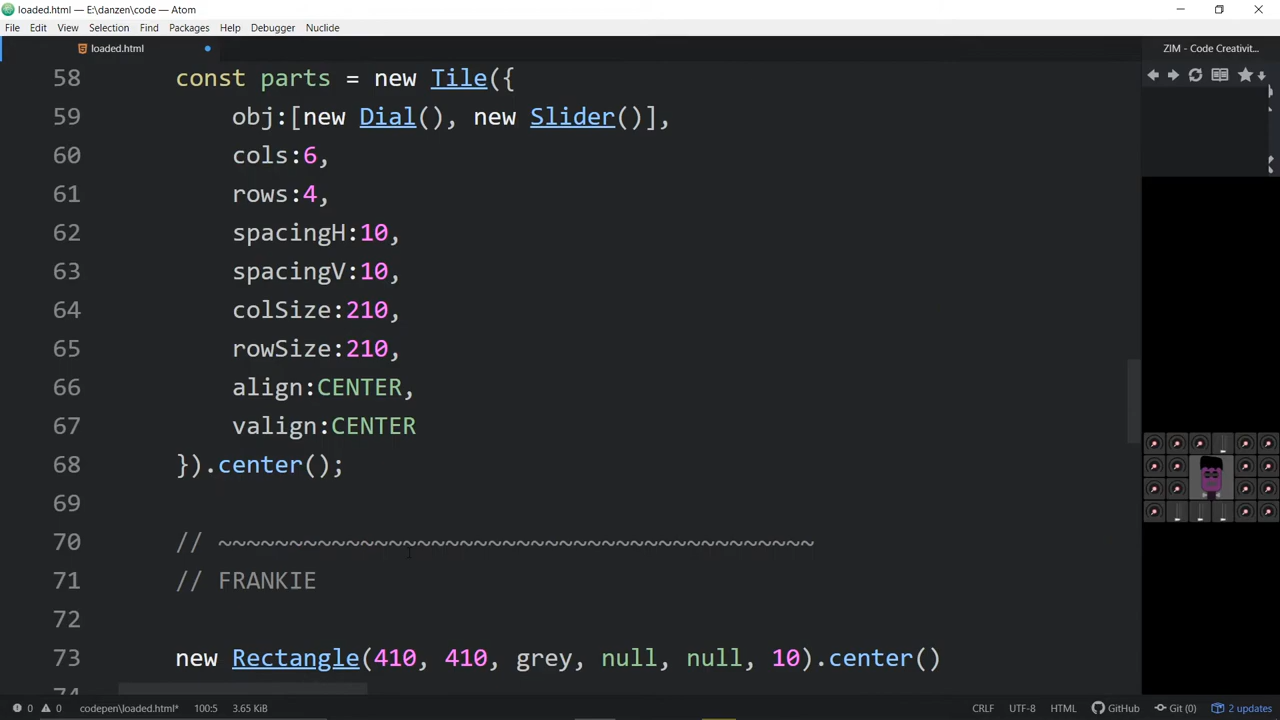 loaded.html — E:\danzen\code — Atom
File Edit View Selection Find Packages Help Debugger Nuclide
loaded.html
ZIM - Code Creativit...
58 const parts = new Tile({
59 obj:[new Dial(), new Slider()],
60 cols:6,
61 rows:4,
62 spacingH:10,
63 spacingV:10,
64 colSize:210,
65 rowSize:210,
66 align:CENTER,
67 valign:CENTER
68 }).center();
69
70 // ~~~~~~~~~~~~~~~~~~~~~~~~~~~~~~~~~~~~~~~~~~
71 // FRANKIE
72
73 new Rectangle(410, 410, grey, null, null, 10).center()
0 0 codepen\loaded.html* 100:5 3.65 KiB CRLF UTF-8 HTML GitHub Git (0) 2 updates